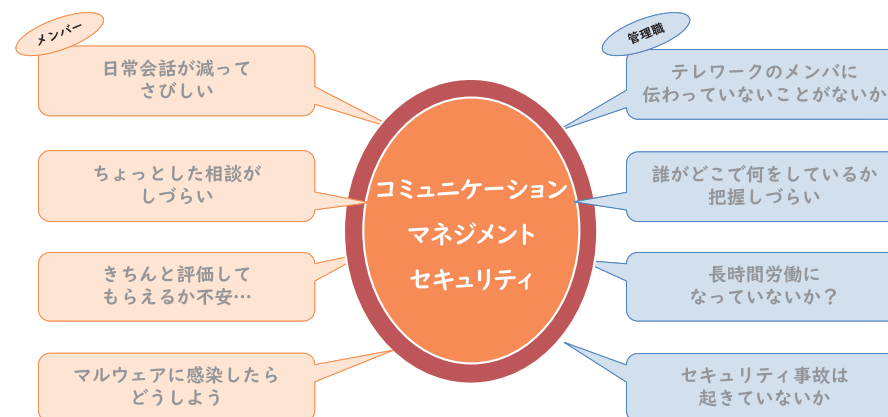 メンバー
日常会話が減って
さびしい
ちょっとした相談が
しづらい
きちんと評価して
もらえるか不安…
マルウェアに感染したら
どうしよう
コミュニケーション
マネジメント
セキュリティ
管理職
テレワークのメンバに
伝わっていないことがないか
誰がどこで何をしているか
把握しづらい
長時間労働に
なっていないか？
セキュリティ事故は
起きていないか